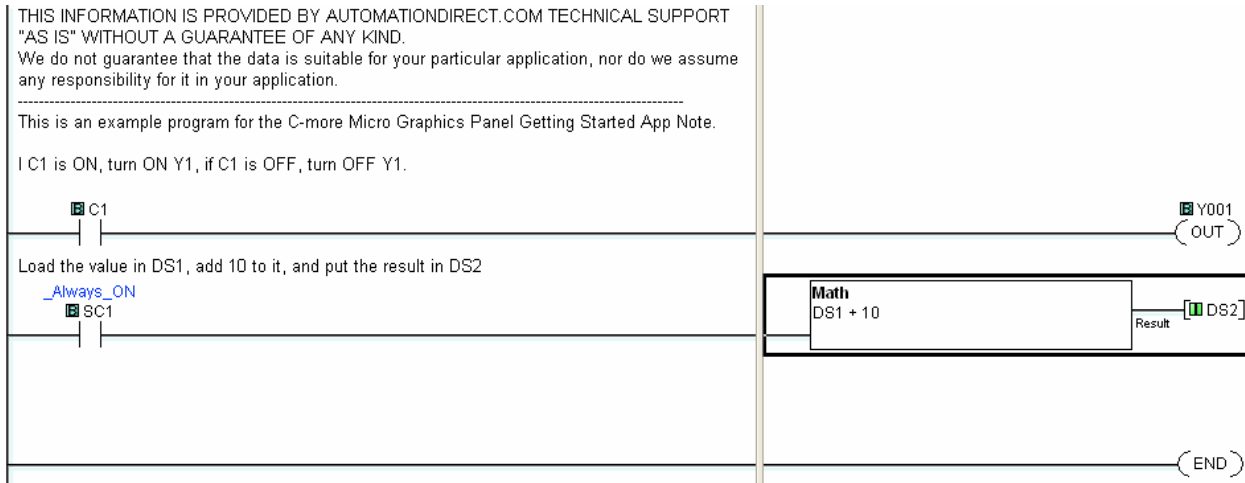 THIS INFORMATION IS PROVIDED BY AUTOMATIONDIRECT.COM TECHNICAL SUPPORT
"AS IS" WITHOUT A GUARANTEE OF ANY KIND.
We do not guarantee that the data is suitable for your particular application, nor do we assume
any responsibility for it in your application.
This is an example program for the C-more Micro Graphics Panel Getting Started App Note.
I C1 is ON, turn ON Y1, if C1 is OFF, turn OFF Y1.
B C1
B Y001
OUT
Load the value in DS1, add 10 to it, and put the result in DS2
_Always_ON
B SC1
Math
DS1 + 10
Result
I DS2
END